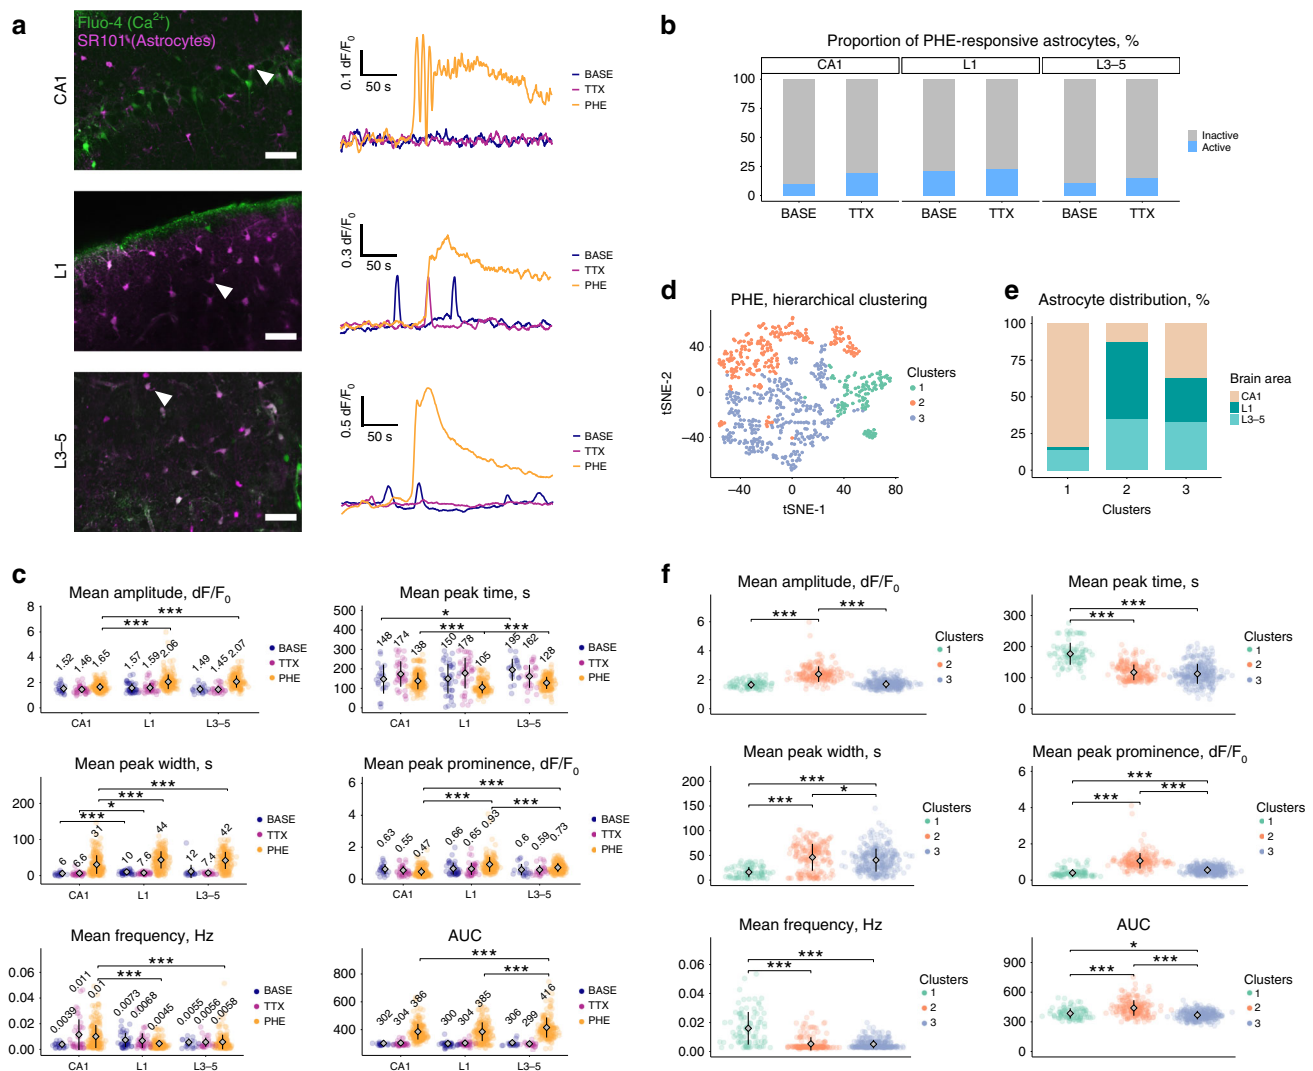 a
Fluo-4 (Ca2+)
SR101 (Astrocytes)
CA1
0.1 dF/F0
50 s
BASE
TTX
PHE
L1
0.3 dF/F0
50 s
BASE
TTX
PHE
L3–5
0.5 dF/F0
50 s
BASE
TTX
PHE
b
Proportion of PHE-responsive astrocytes, %
CA1 L1 L3–5
100
75
50
25
0
BASE TTX BASE TTX BASE TTX
Inactive
Active
d
PHE, hierarchical clustering
tSNE-2
40
0
−40
−40 0 40 80
tSNE-1
Clusters
1
2
3
e
Astrocyte distribution, %
100
75
50
25
0
1 2 3
Clusters
Brain area
CA1
L1
L3–5
c
Mean amplitude, dF/F0
8
6
4
2
0
***
***
1.52 1.46 1.65 1.57 1.59 2.06 1.49 1.45 2.07
CA1 L1 L3–5
BASE
TTX
PHE
Mean peak time, s
500
400
300
200
100
0
*
*** ***
148 174 138 150 178 105 195 162 128
CA1 L1 L3–5
BASE
TTX
PHE
Mean peak width, s
200
100
0
***
***
*
***
6 6.6 31 10 7.6 44 12 7.4 42
CA1 L1 L3–5
BASE
TTX
PHE
Mean peak prominence, dF/F0
6
4
2
0
***
***
***
0.63 0.55 0.47 0.66 0.65 0.93 0.6 0.59 0.73
CA1 L1 L3–5
BASE
TTX
PHE
Mean frequency, Hz
0.06
0.04
0.02
0.00
***
***
0.0039 0.011 0.01 0.0073 0.0068 0.0045 0.0055 0.0056 0.0058
CA1 L1 L3–5
BASE
TTX
PHE
AUC
800
600
400
***
***
302 304 386 300 304 385 306 299 416
CA1 L1 L3–5
BASE
TTX
PHE
f
Mean amplitude, dF/F0
6
4
2
0
*** ***
Clusters
1
2
3
Mean peak time, s
300
200
100
0
***
***
Clusters
1
2
3
Mean peak width, s
200
150
100
50
0
***
***
*
Clusters
1
2
3
Mean peak prominence, dF/F0
6
4
2
0
***
***
***
Clusters
1
2
3
Mean frequency, Hz
0.06
0.04
0.02
0.00
***
***
Clusters
1
2
3
AUC
900
600
300
0
*
***
***
Clusters
1
2
3